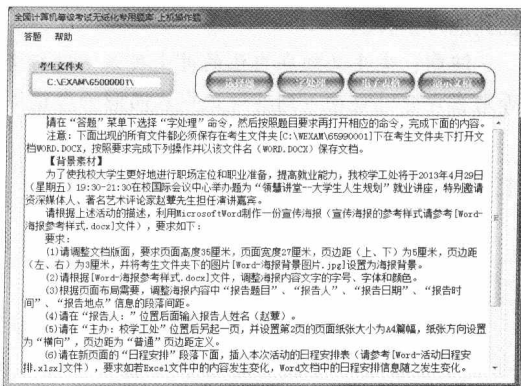 全国计算机等级考试无纸化专用题库 上机操作题
答题 帮助
考生文件夹
C:\EXAM\65000001\
选择题 字处理 电子表格 演示文稿
请在“答题”菜单下选择“字处理”命令，然后按照题目要求再打开相应的命令，完成下面的内容。
注意：下面出现的所有文件都必须保存在考生文件夹[C:\WEXAM\65990001]下在考生文件夹下打开文
档WORD.DOCX，按照要求完成下列操作并以该文件名（WORD.DOCX）保存文档。
【背景素材】
为了使我校大学生更好地进行职场定位和职业准备，提高就业能力，我校学工处将于2013年4月29日
（星期五）19:30-21:30在校国际会议中心举办题为“领慧讲堂--大学生人生规划”就业讲座，特别邀请
资深媒体人、著名艺术评论家赵蕈先生担任演讲嘉宾。
请根据上述活动的描述，利用MicrosoftWord制作一份宣传海报（宣传海报的参考样式请参考[Word-
海报参考样式.docx]文件），要求如下：
要求：
(1)请调整文档版面，要求页面高度35厘米，页面宽度27厘米，页边距（上、下）为5厘米，页边距
（左、右）为3厘米，并将考生文件夹下的图片[Word-海报背景图片.jpg]设置为海报背景。
(2)请根据[Word-海报参考样式.docx]文件，调整海报内容文字的字号、字体和颜色。
(3)根据页面布局需要，调整海报内容中“报告题目”、“报告人”、“报告日期”、“报告时
间”、“报告地点”信息的段落间距。
(4)请在“报告人：”位置后面输入报告人姓名（赵蕈）。
(5)请在“主办：校学工处”位置后另起一页，并设置第2页的页面纸张大小为A4篇幅，纸张方向设置
为“横向”，页边距为“普通”页边距定义。
(6)请在新页面的“日程安排”段落下面，插入本次活动的日程安排表（请参考[Word-活动日程安
排.xlsx]文件），要求如若Excel文件中的内容发生变化，Word文档中的日程安排信息随之发生变化。